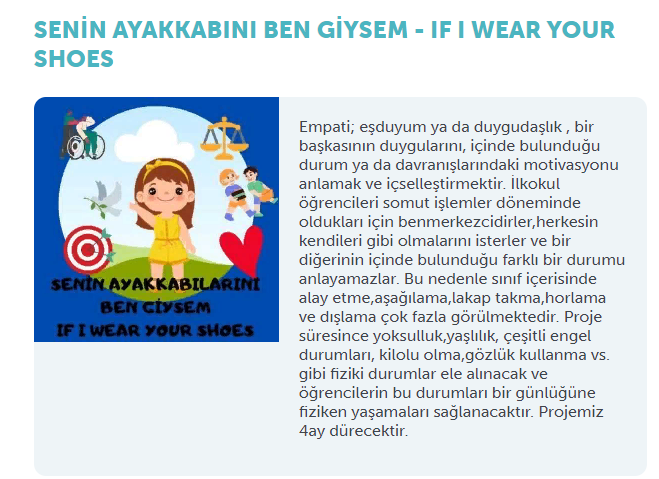 SENİN AYAKKABINI BEN GİYSEM - IF I WEAR YOUR
SHOES
SENİN AYAKKABILARINI
BEN GİYSEM
IF I WEAR YOUR SHOES
Empati; eşduyum ya da duygudaşlık , bir
başkasının duygularını, içinde bulunduğu
durum ya da davranışlarındaki motivasyonu
anlamak ve içselleştirmektir. İlkokul
öğrencileri somut işlemler döneminde
oldukları için benmerkezcidirler,herkesin
kendileri gibi olmalarını isterler ve bir
diğerinin içinde bulunduğu farklı bir durumu
anlayamazlar. Bu nedenle sınıf içerisinde
alay etme,aşağılama,lakap takma,horlama
ve dışlama çok fazla görülmektedir. Proje
süresince yoksulluk,yaşlılık, çeşitli engel
durumları, kilolu olma,gözlük kullanma vs.
gibi fiziki durumlar ele alınacak ve
öğrencilerin bu durumları bir günlüğüne
fiziken yaşamaları sağlanacaktır. Projemiz
4ay dürecektir.